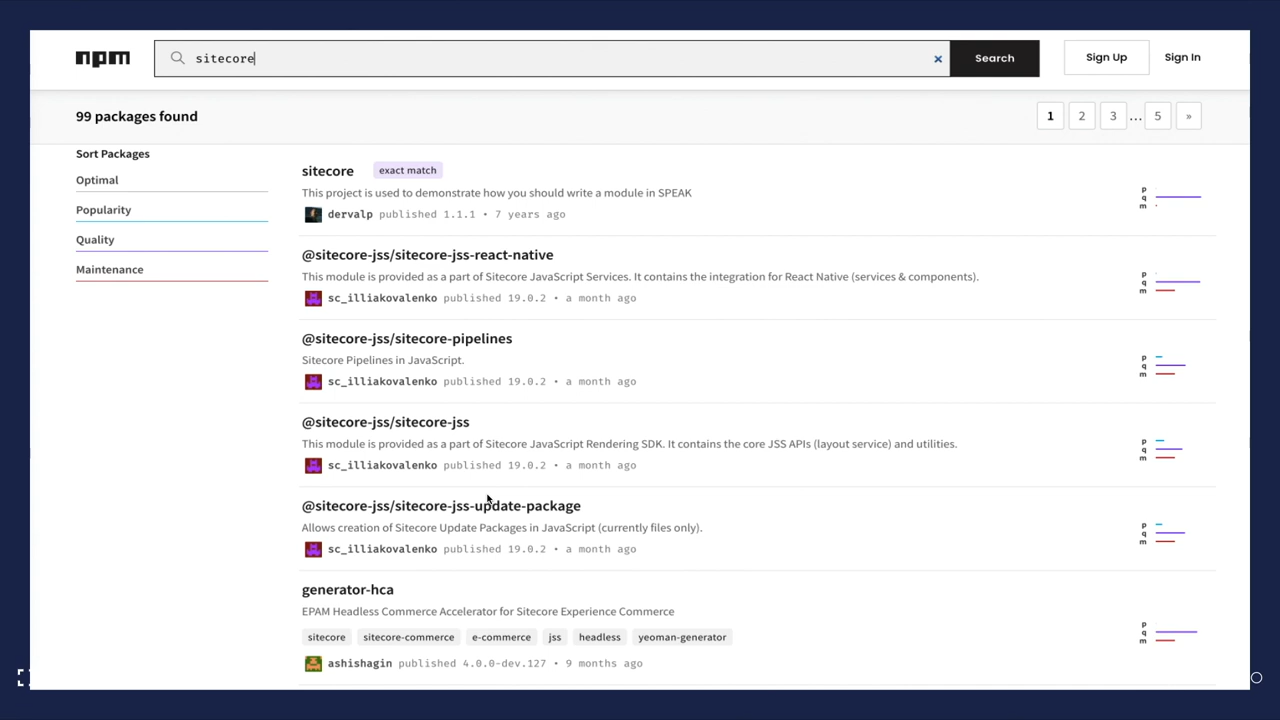 npm
sitecore
×
Search
Sign Up
Sign In
99 packages found
1
2
3
...
5
»
Sort Packages
Optimal
Popularity
Quality
Maintenance
sitecore exact match
This project is used to demonstrate how you should write a module in SPEAK
dervalp published 1.1.1 • 7 years ago
p
q
m
@sitecore-jss/sitecore-jss-react-native
This module is provided as a part of Sitecore JavaScript Services. It contains the integration for React Native (services & components).
sc_illiakovalenko published 19.0.2 • a month ago
p
q
m
@sitecore-jss/sitecore-pipelines
Sitecore Pipelines in JavaScript.
sc_illiakovalenko published 19.0.2 • a month ago
p
q
m
@sitecore-jss/sitecore-jss
This module is provided as a part of Sitecore JavaScript Rendering SDK. It contains the core JSS APIs (layout service) and utilities.
sc_illiakovalenko published 19.0.2 • a month ago
p
q
m
@sitecore-jss/sitecore-jss-update-package
Allows creation of Sitecore Update Packages in JavaScript (currently files only).
sc_illiakovalenko published 19.0.2 • a month ago
p
q
m
generator-hca
EPAM Headless Commerce Accelerator for Sitecore Experience Commerce
sitecore sitecore-commerce e-commerce jss headless yeoman-generator
ashishagin published 4.0.0-dev.127 • 9 months ago
p
q
m